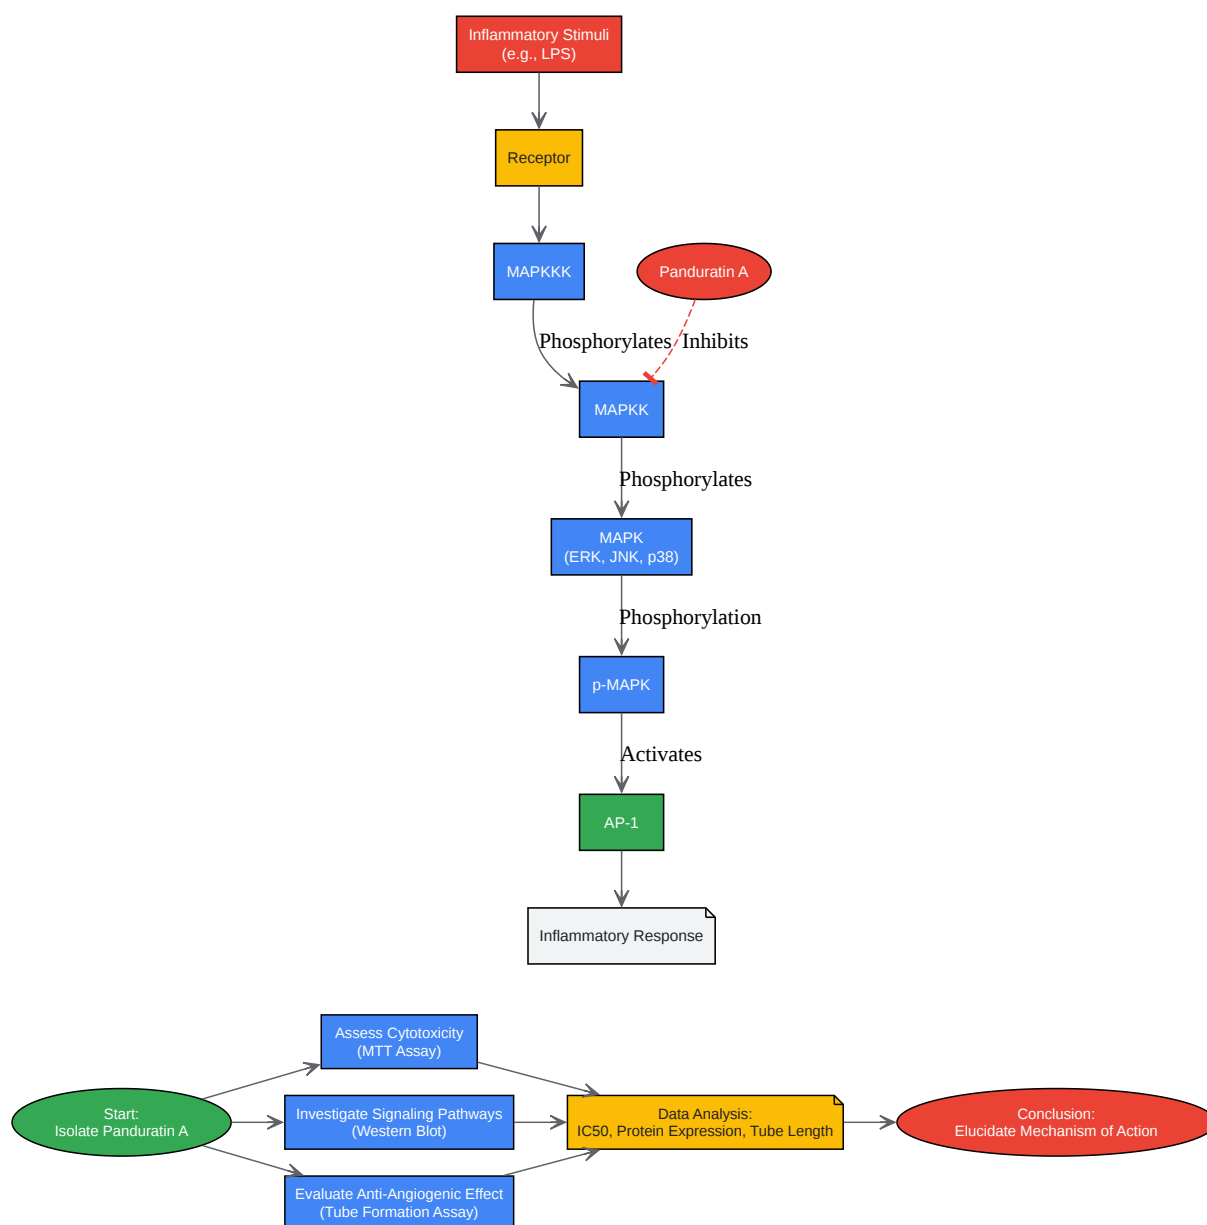 Inflammatory Stimuli
(e.g., LPS)
Receptor
MAPKKK
Panduratin A
Phosphorylates
Inhibits
MAPKK
Phosphorylates
MAPK
(ERK, JNK, p38)
Phosphorylation
p-MAPK
Activates
AP-1
Inflammatory Response
Assess Cytotoxicity
(MTT Assay)
Start:
Isolate Panduratin A
Investigate Signaling Pathways
(Western Blot)
Data Analysis:
IC50, Protein Expression, Tube Length
Conclusion:
Elucidate Mechanism of Action
Evaluate Anti-Angiogenic Effect
(Tube Formation Assay)